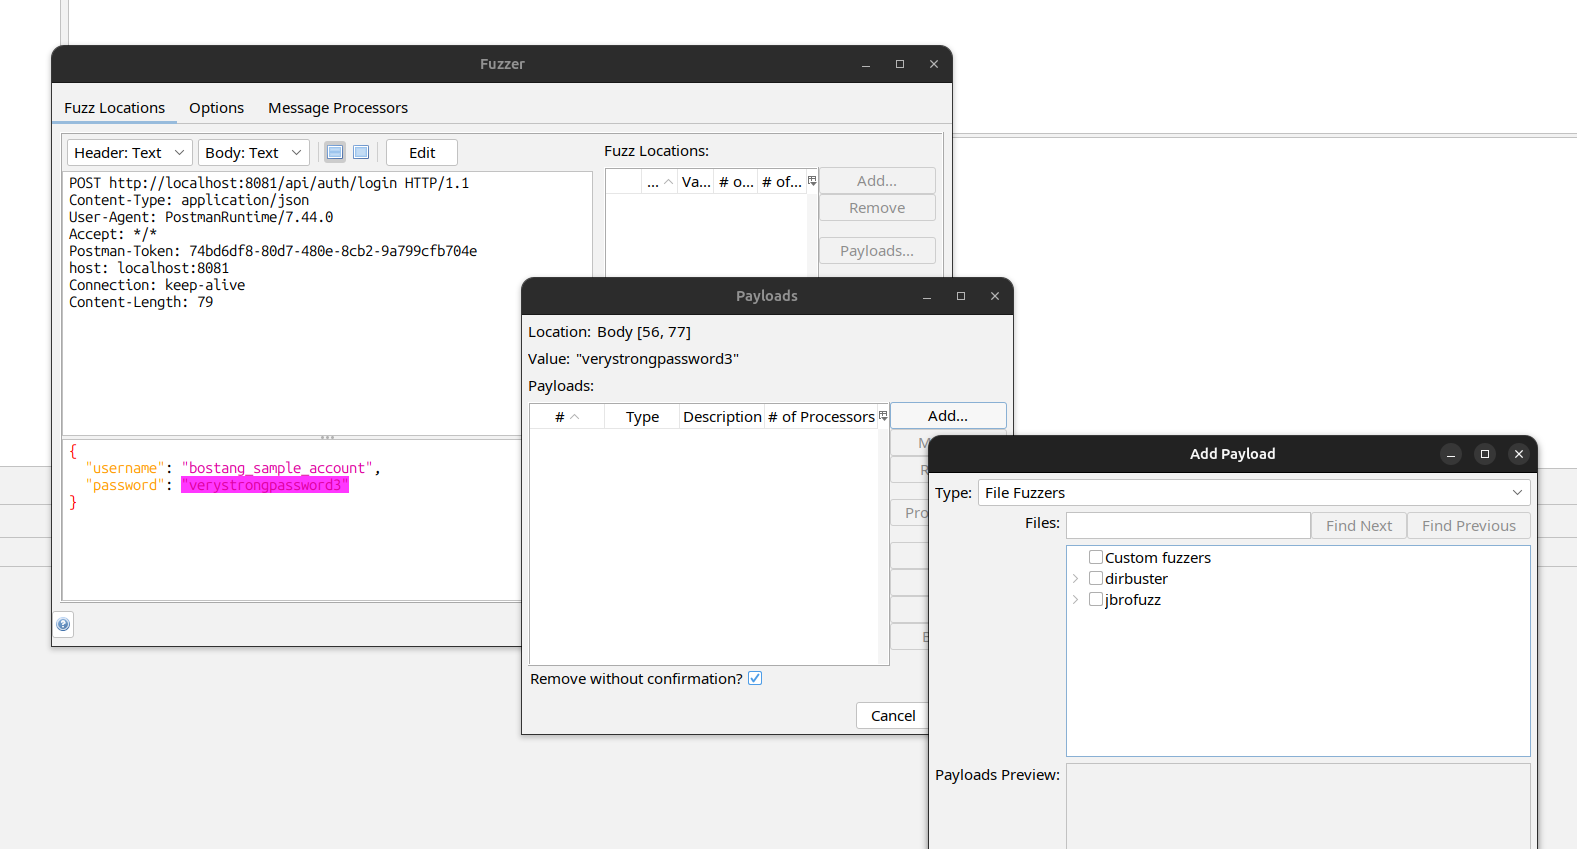 Fuzzer
Fuzz Locations Options Message Processors
Header: Text Body: Text Edit
Fuzz Locations:
POST http://localhost:8081/api/auth/login HTTP/1.1
Content-Type: application/json
User-Agent: PostmanRuntime/7.44.0
Accept: */*
Postman-Token: 74bd6df8-80d7-480e-8cb2-9a799cfb704e
host: localhost:8081
Connection: keep-alive
Content-Length: 79
... Va... # o... # of...
Add...
Remove
Payloads...
{
"username": "bostang_sample_account",
"password": "verystrongpassword3"
}
Payloads
Location: Body [56, 77]
Value: "verystrongpassword3"
Payloads:
# Type Description # of Processors
Add...
Remove without confirmation?
Cancel
Add Payload
Type: File Fuzzers
Files: Find Next Find Previous
Custom fuzzers
dirbuster
jbrofuzz
Payloads Preview: